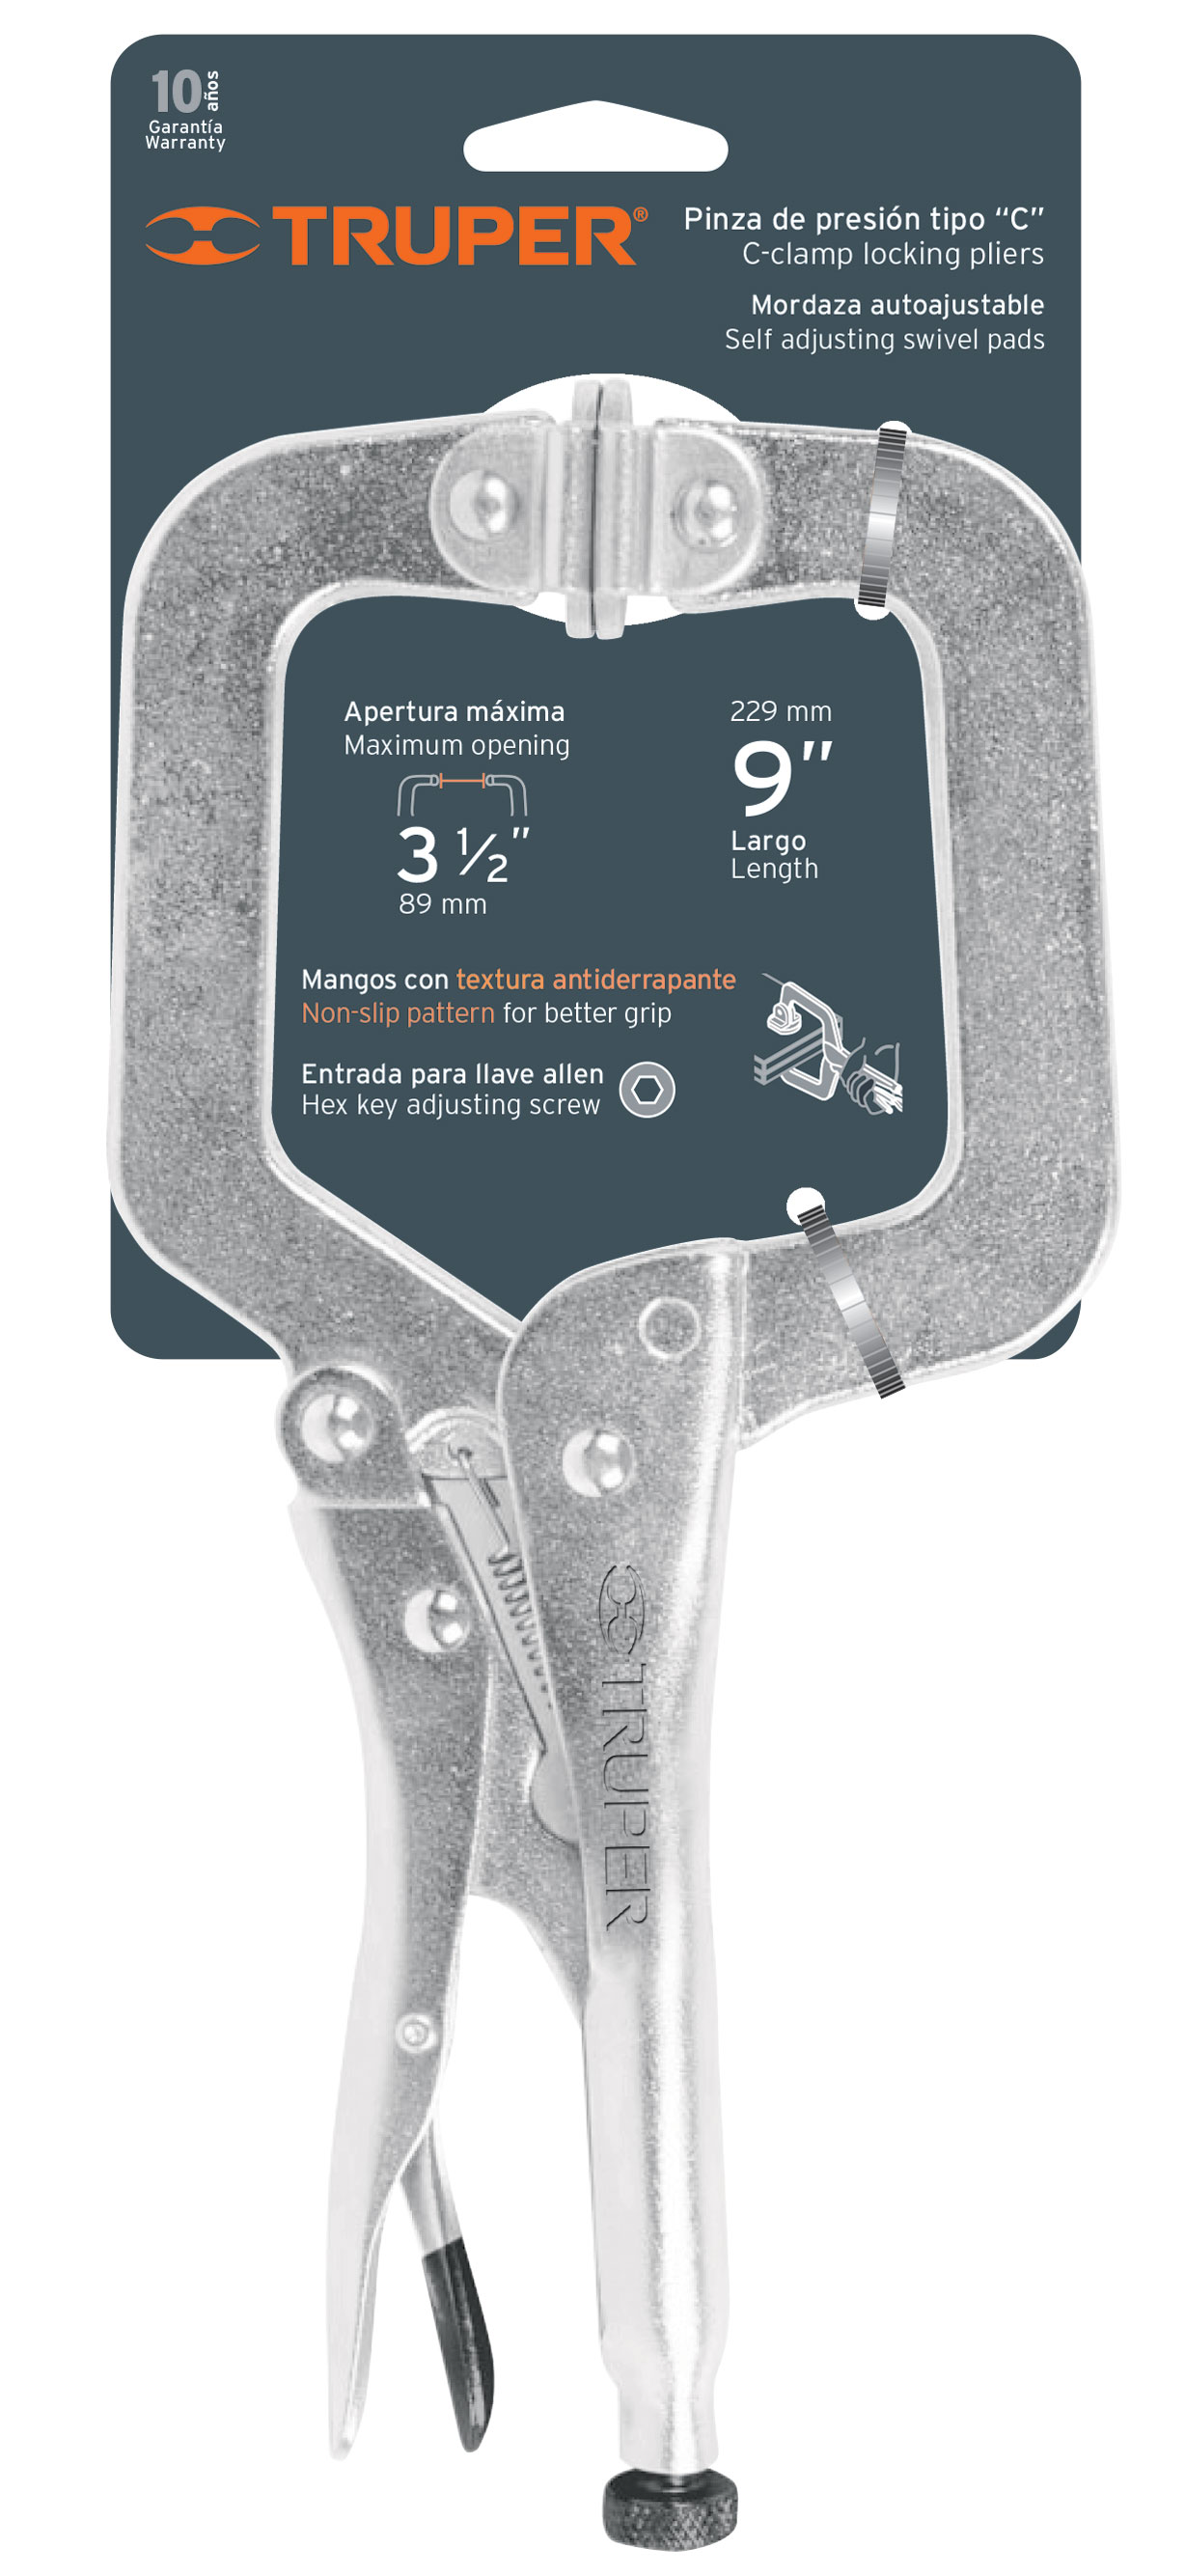 10 años
Garantía
Warranty
TRUPER®
Pinza de presión tipo “C”
C-clamp locking pliers
Mordaza autoajustable
Self adjusting swivel pads
Apertura máxima
Maximum opening
3 ½”
89 mm
229 mm
9”
Largo
Length
Mangos con textura antiderrapante
Non-slip pattern for better grip
Entrada para llave allen
Hex key adjusting screw
TRUPER